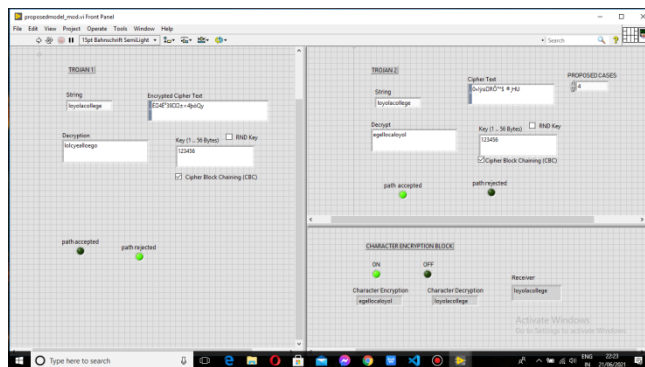 proposedmodel_mod.vi Front Panel
File Edit View Project Operate Tools Window Help
15pt Bahnschrift SemiLight
Search
TROJAN 1
String
loyolacollege
Encrypted Cipher Text
Decryption
lolcyealloego
Key (1 .. 56 Bytes)
RND Key
123456
Cipher Block Chaining (CBC)
path accepted
path rejected
TROJAN 2
String
loyolacollege
Cipher Text
PROPOSED CASES
4
Decrypt
egellocaloyol
Key (1 .. 56 Bytes)
RND Key
123456
Cipher Block Chaining (CBC)
path accepted
path rejected
CHARACTER ENCRYPTION BLOCK
ON
OFF
Character Encryption
egellocaloyol
Character Decryption
loyolacollege
Receiver
loyolacollege
Activate Windows
Go to Settings to activate Windows.
Type here to search
ENG
IN
22:23
21/06/2021